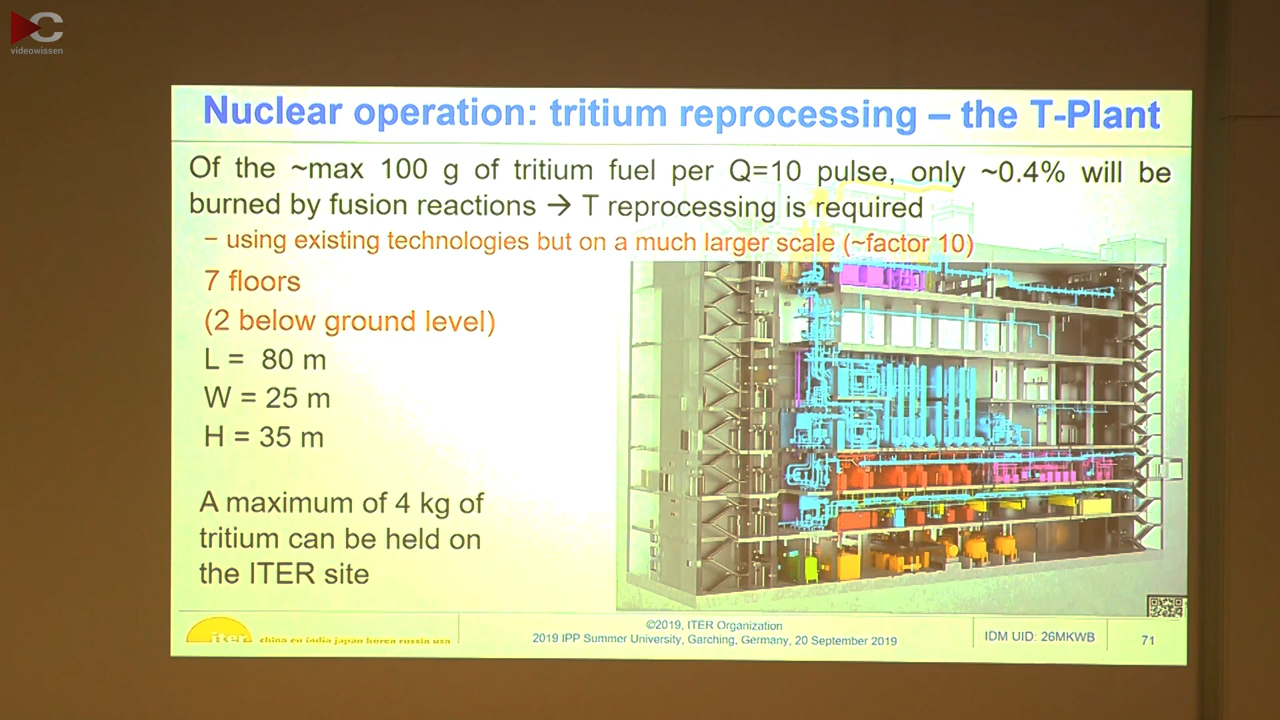 C
videowissen
Nuclear operation: tritium reprocessing – the T-Plant
Of the ~max 100 g of tritium fuel per Q=10 pulse, only ~0.4% will be
burned by fusion reactions → T reprocessing is required
− using existing technologies but on a much larger scale (~factor 10)
7 floors
(2 below ground level)
L = 80 m
W = 25 m
H = 35 m
A maximum of 4 kg of
tritium can be held on
the ITER site
iter
china eu india japan korea russia usa
©2019, ITER Organization
2019 IPP Summer University, Garching, Germany, 20 September 2019
IDM UID: 26MKWB
71